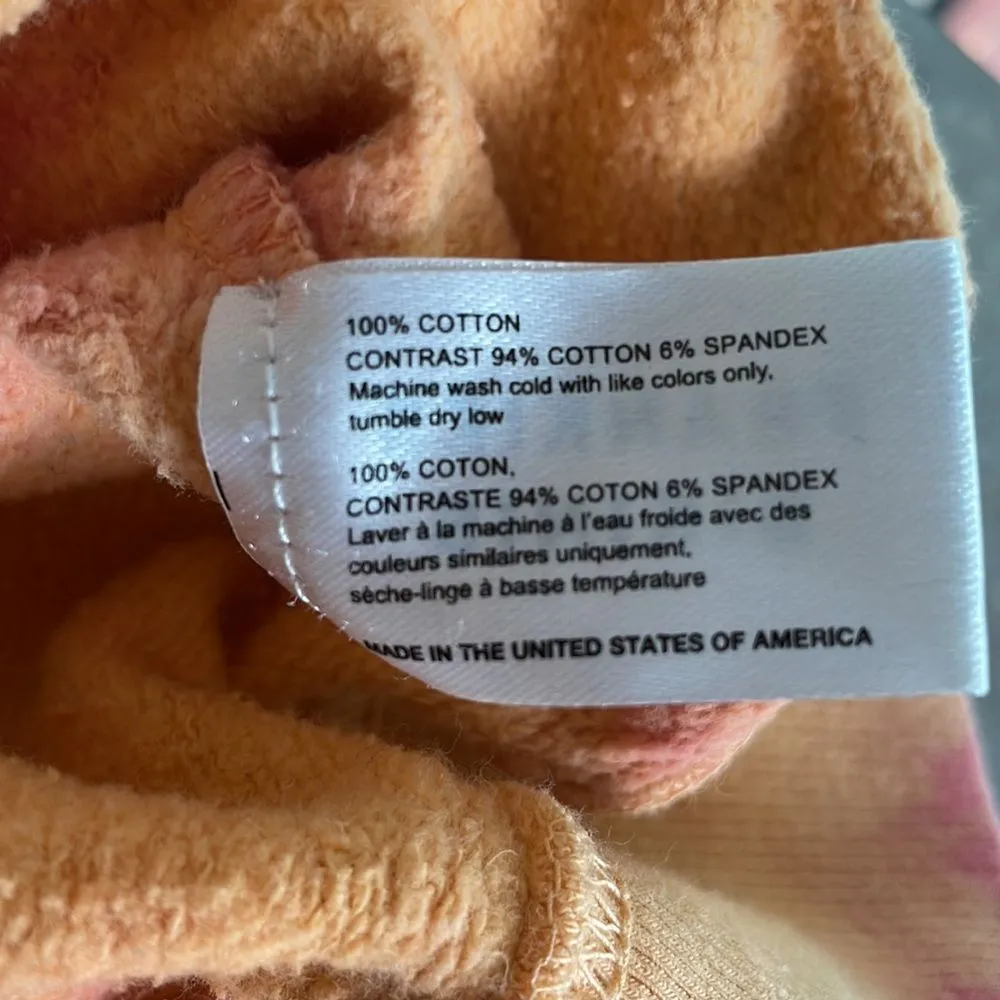 100% COTTON
CONTRAST 94% COTTON 6% SPANDEX
Machine wash cold with like colors only,
tumble dry low
100% COTON,
CONTRASTE 94% COTON 6% SPANDEX
Laver à la machine à l'eau froide avec des
couleurs similaires uniquement,
sèche-linge à basse température
MADE IN THE UNITED STATES OF AMERICA